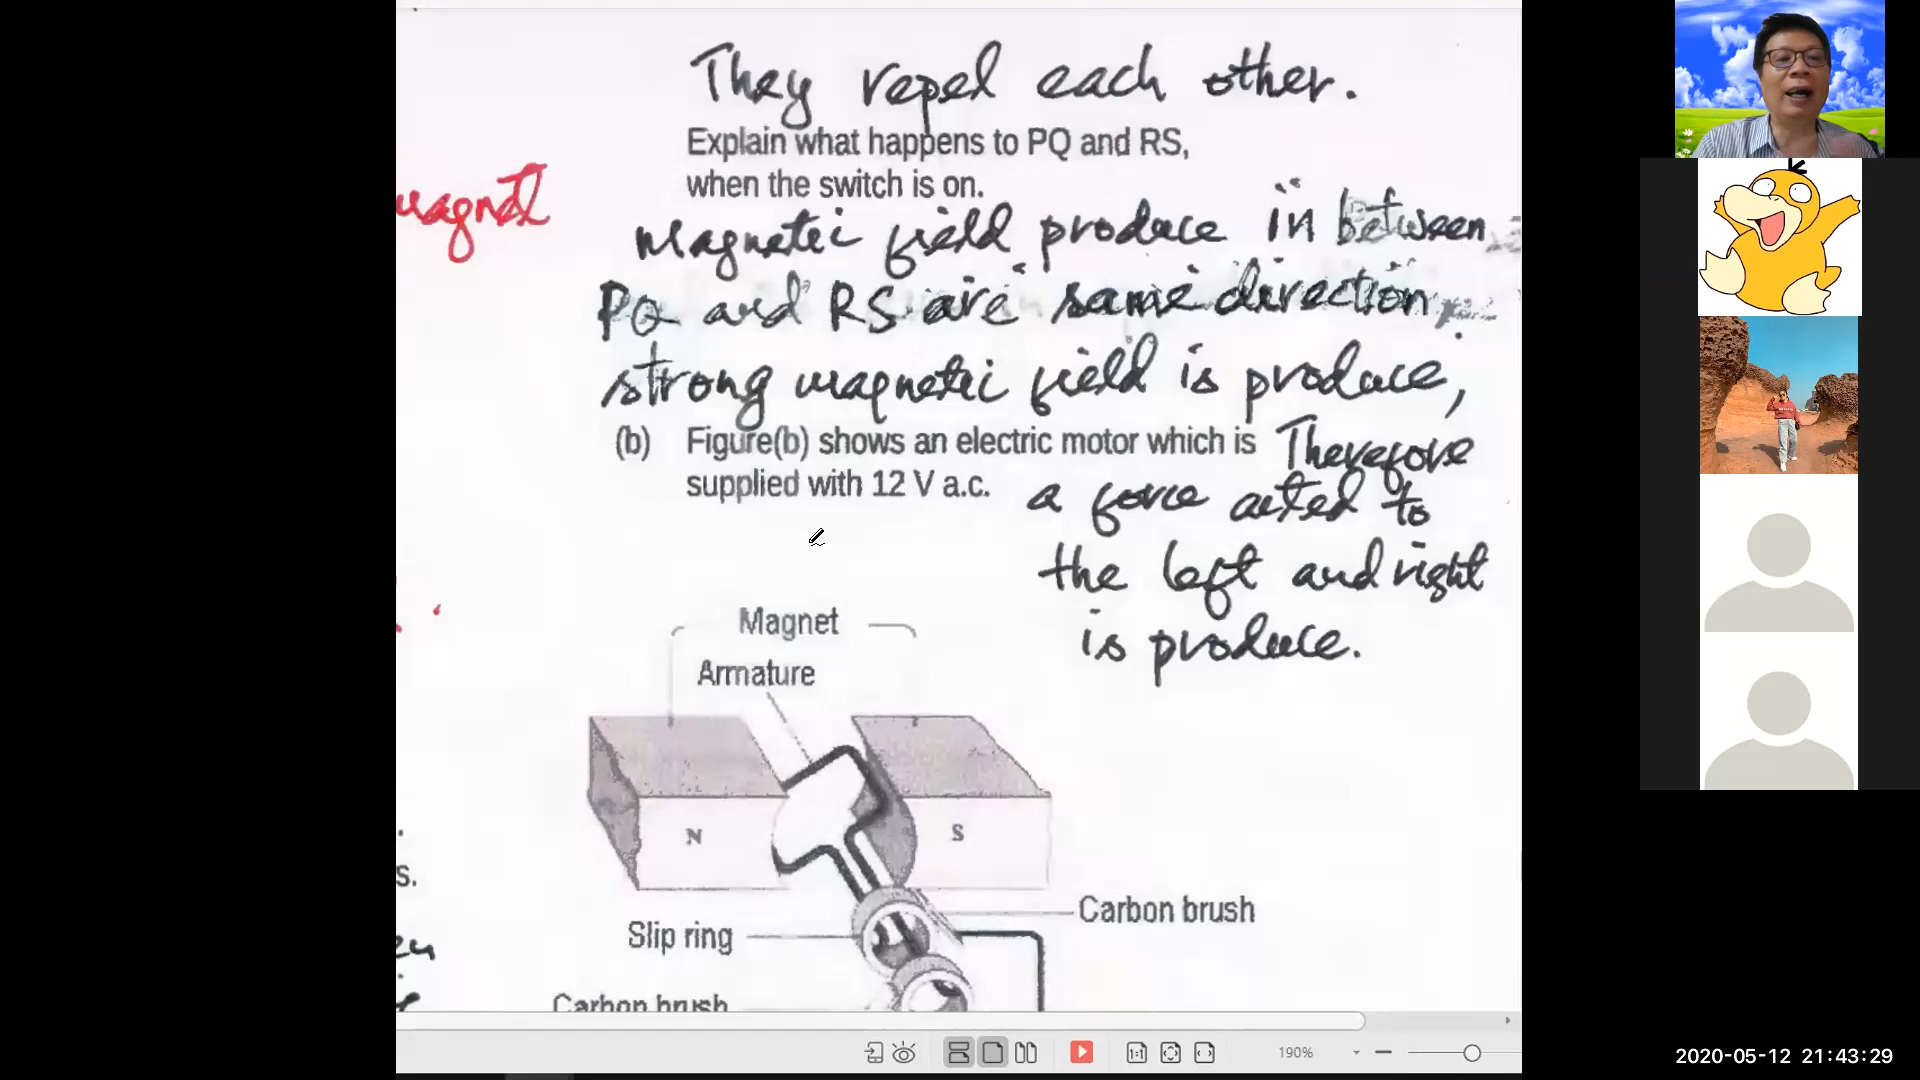 They repel each other.
Explain what happens to PQ and RS,
when the switch is on.
magnet
Magnetic field produce in between
PQ and RS are same direction.
strong magnetic field is produce,
(b) Figure(b) shows an electric motor which is
supplied with 12 V a.c.
Therefore
a force acted to
the left and right
is produce.
Magnet
Armature
N
S
s.
Carbon brush
Slip ring
Carbon brush
190%
2020-05-12 21:43:29